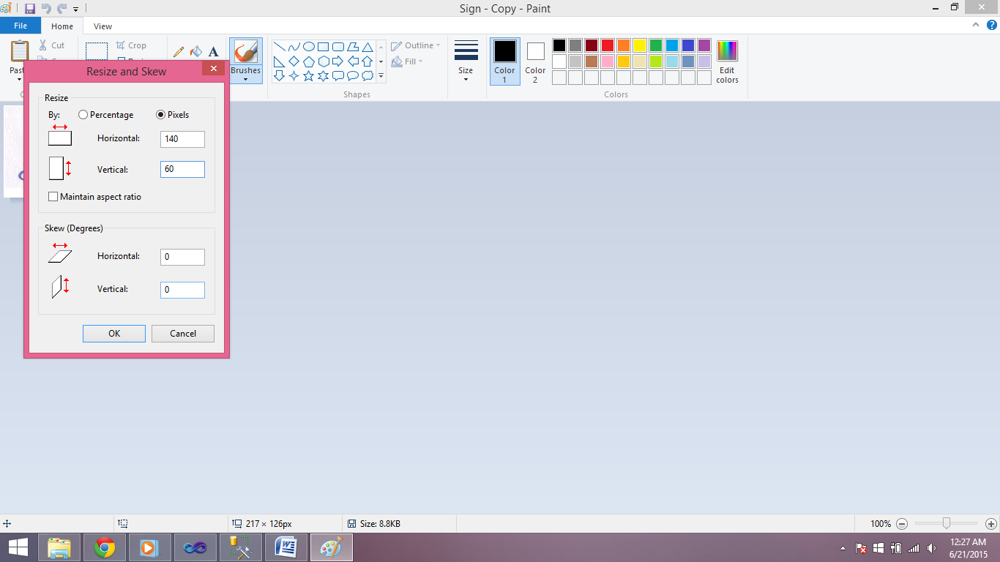 Sign - Copy - Paint
File Home View
Cut
Crop
Brushes
Outline
Fill
Shapes
Size
Color 1
Color 2
Edit colors
Colors
Resize and Skew
Resize
By: Percentage Pixels
Horizontal: 140
Vertical: 60
Maintain aspect ratio
Skew (Degrees)
Horizontal: 0
Vertical: 0
OK Cancel
217 × 126px Size: 8.8KB 100%
12:27 AM
6/21/2015